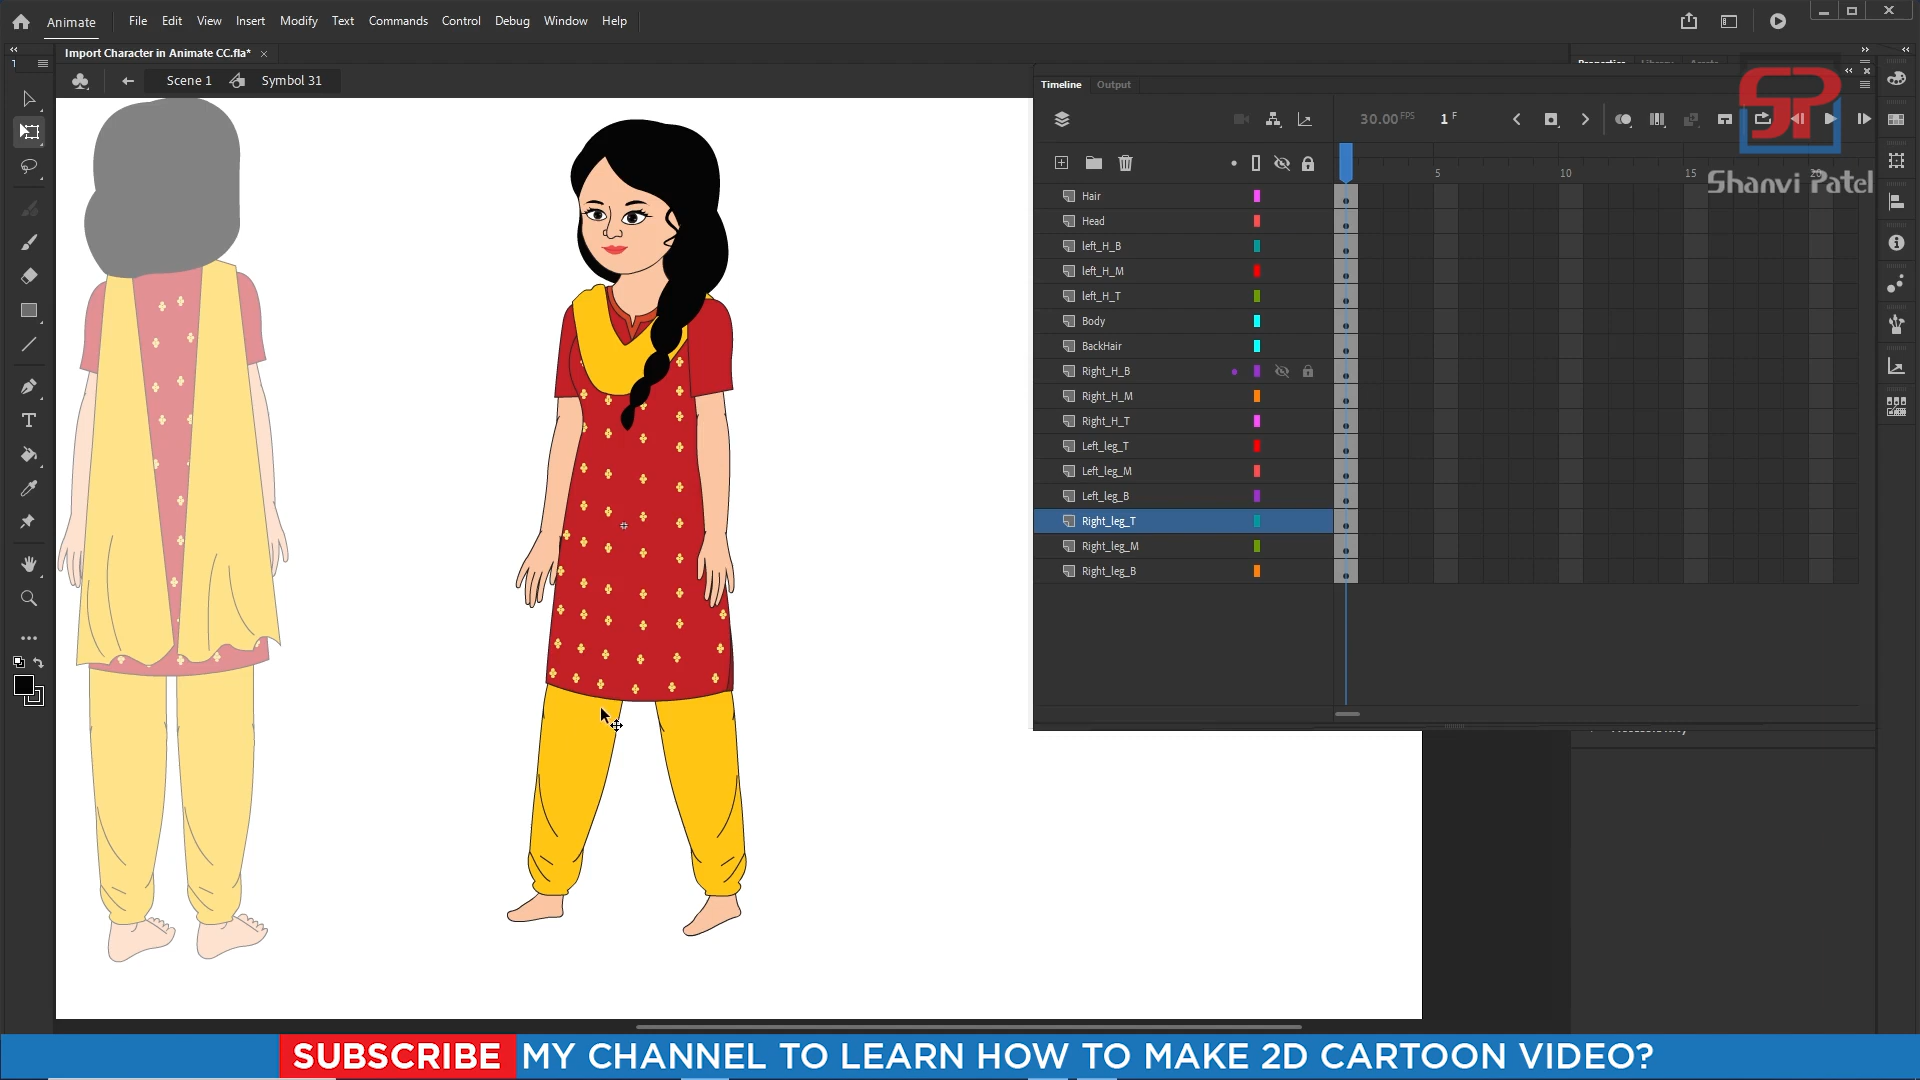 Animate File Edit View Insert Modify Text Commands Control Debug Window Help
Import Character in Animate CC.fla* ×
Scene 1 Symbol 31
Timeline Output
30.00 FPS 1 F
5 10 15 20
SP
Shanvi Patel
Hair
Head
left_H_B
left_H_M
left_H_T
Body
BackHair
Right_H_B
Right_H_M
Right_H_T
Left_leg_T
Left_leg_M
Left_leg_B
Right_leg_T
Right_leg_M
Right_leg_B
SUBSCRIBE MY CHANNEL TO LEARN HOW TO MAKE 2D CARTOON VIDEO?